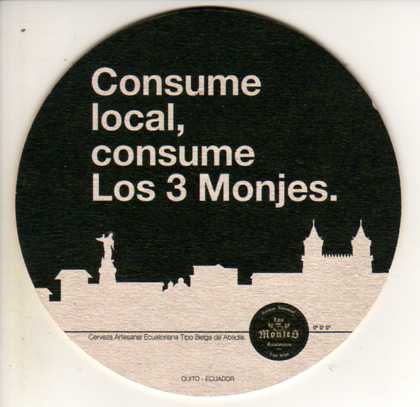 Consume
local,
consume
Los 3 Monjes.
Cerveza Artesanal Ecuatoriana Tipo Belga de Abadía.
Los
Monjes
QUITO - ECUADOR